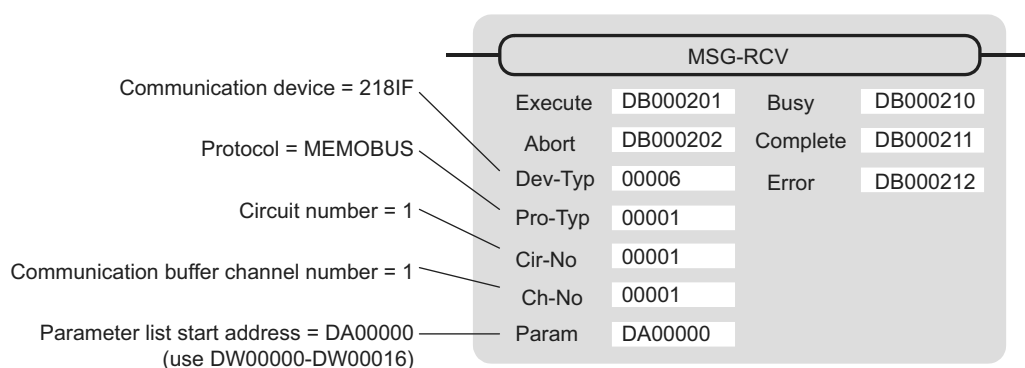 MSG-RCV
Communication device = 218IF
Execute DB000201 Busy DB000210
Protocol = MEMOBUS
Abort DB000202 Complete DB000211
Dev-Typ 00006 Error DB000212
Circuit number = 1
Pro-Typ 00001
Cir-No 00001
Communication buffer channel number = 1
Ch-No 00001
Parameter list start address = DA00000
(use DW00000-DW00016)
Param DA00000